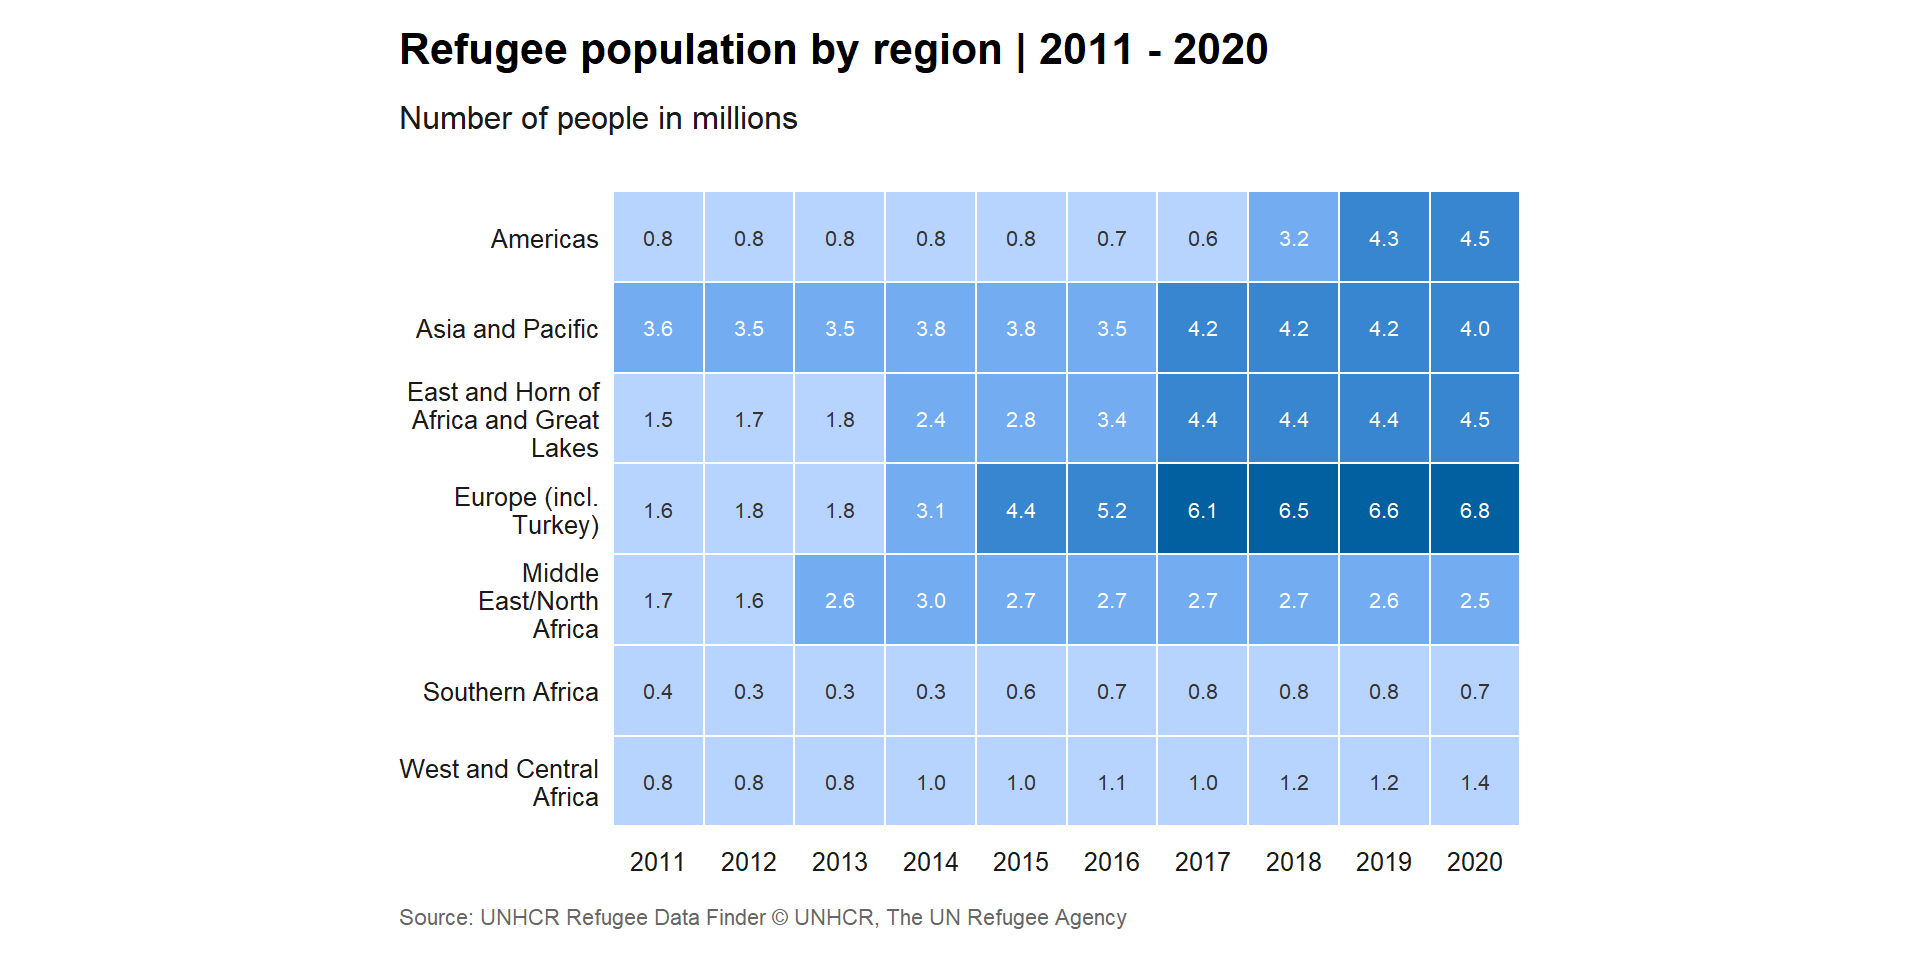 Refugee population by region | 2011 - 2020
Number of people in millions
Americas 0.8 0.8 0.8 0.8 0.8 0.7 0.6 3.2 4.3 4.5
Asia and Pacific 3.6 3.5 3.5 3.8 3.8 3.5 4.2 4.2 4.2 4.0
East and Horn of
Africa and Great 1.5 1.7 1.8 2.4 2.8 3.4 4.4 4.4 4.4 4.5
Lakes
Europe (incl.
Turkey) 1.6 1.8 1.8 3.1 4.4 5.2 6.1 6.5 6.6 6.8
Middle
East/North 1.7 1.6 2.6 3.0 2.7 2.7 2.7 2.7 2.6 2.5
Africa
Southern Africa 0.4 0.3 0.3 0.3 0.6 0.7 0.8 0.8 0.8 0.7
West and Central
Africa 0.8 0.8 0.8 1.0 1.0 1.1 1.0 1.2 1.2 1.4
2011 2012 2013 2014 2015 2016 2017 2018 2019 2020
Source: UNHCR Refugee Data Finder © UNHCR, The UN Refugee Agency